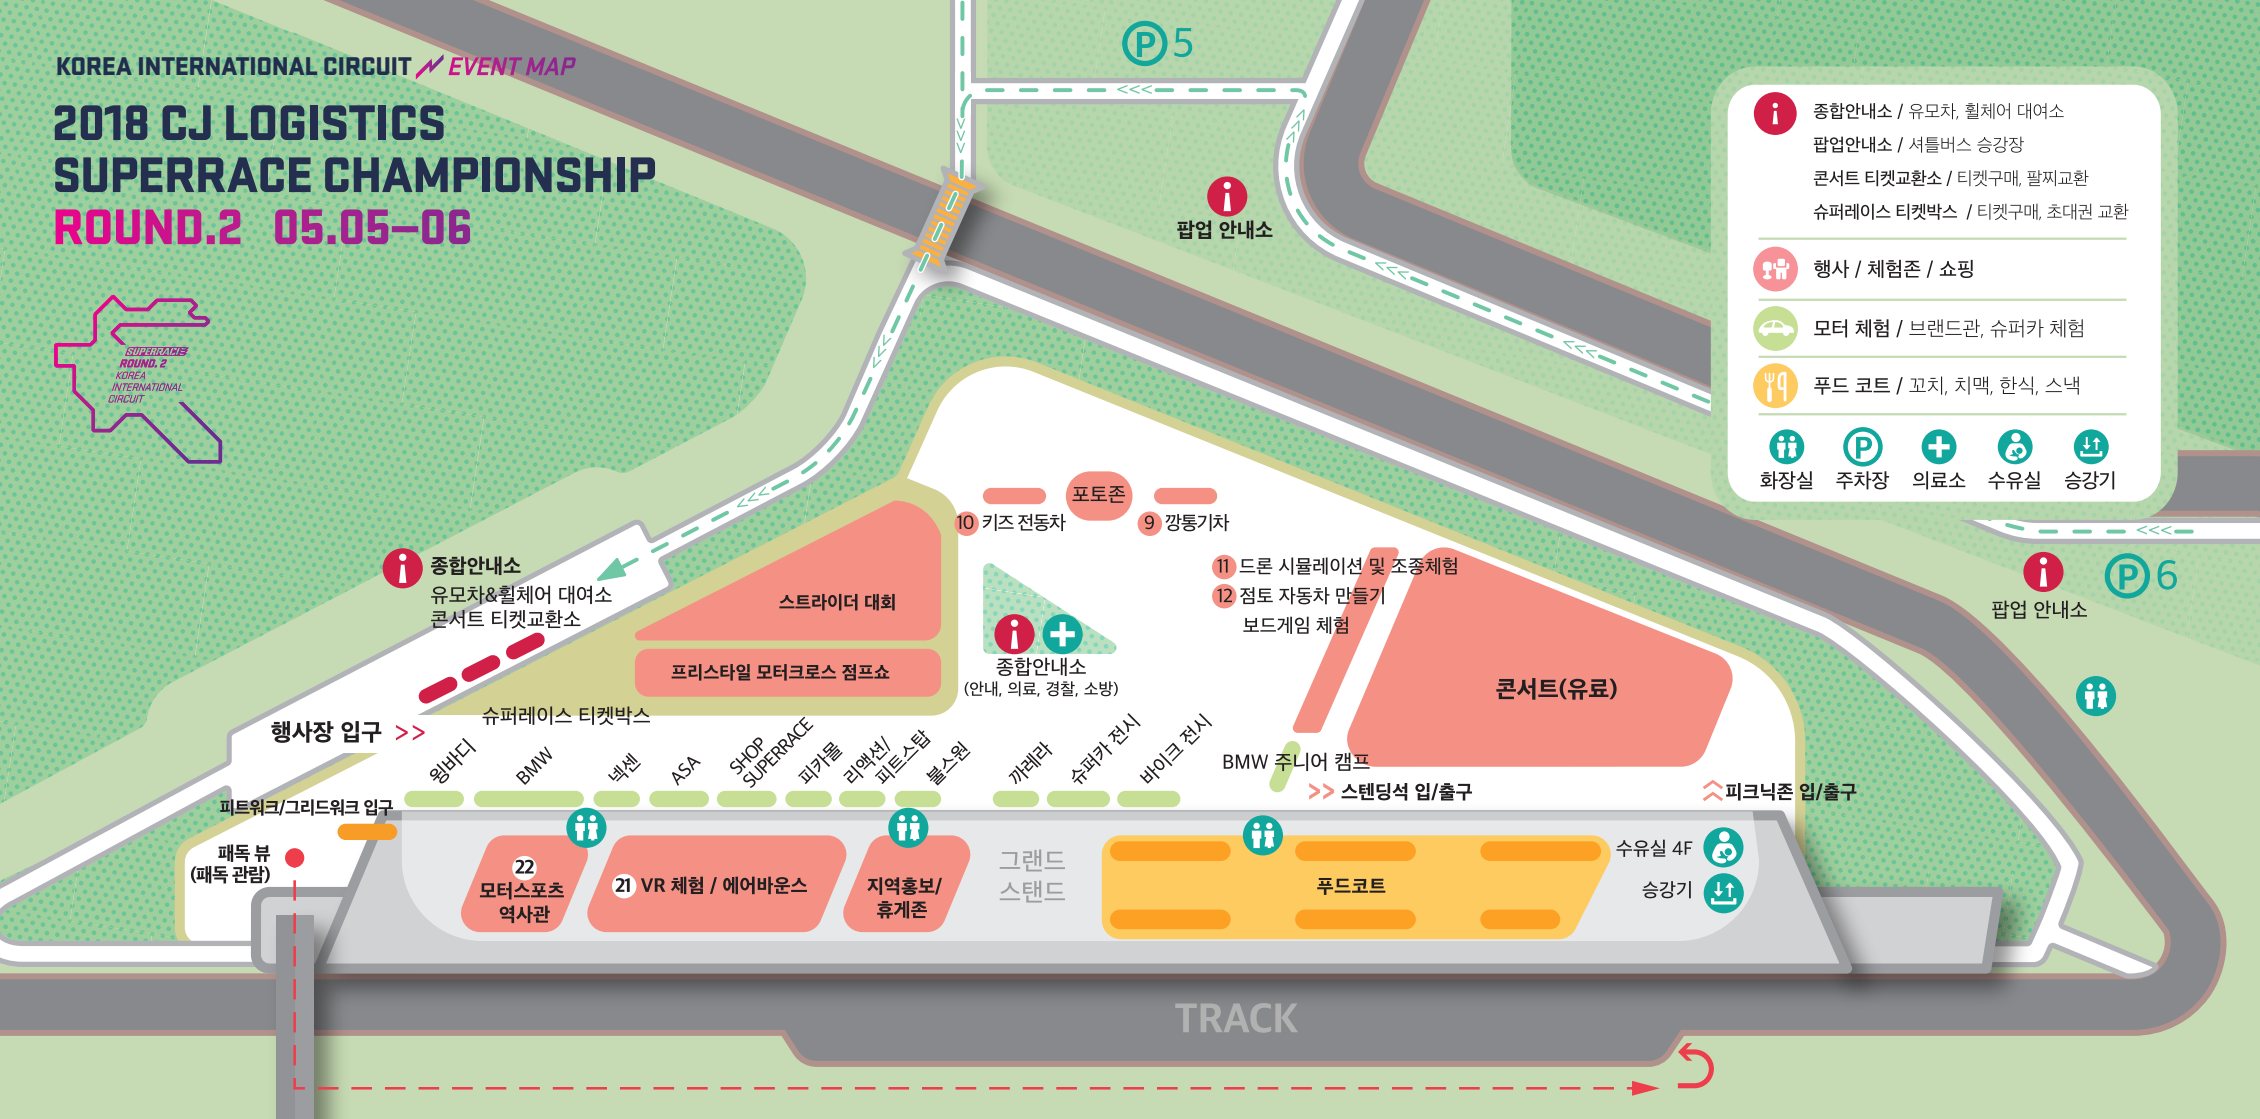 KOREA INTERNATIONAL CIRCUIT EVENT MAP
2018 CJ LOGISTICS
SUPERRACE CHAMPIONSHIP
ROUND.2 05.05–06
SUPERRACE
ROUND. 2
KOREA
INTERNATIONAL
CIRCUIT
P 5
팝업 안내소
종합안내소 / 유모차, 휠체어 대여소
팝업안내소 / 셔틀버스 승강장
콘서트 티켓교환소 / 티켓구매, 팔찌교환
슈퍼레이스 티켓박스 / 티켓구매, 초대권 교환
행사 / 체험존 / 쇼핑
모터 체험 / 브랜드관, 슈퍼카 체험
푸드 코트 / 꼬치, 치맥, 한식, 스낵
P
화장실 주차장 의료소 수유실 승강기
팝업 안내소
P 6
종합안내소
유모차&휠체어 대여소
콘서트 티켓교환소
포토존
10 키즈 전동차
9 깡통기차
11 드론 시뮬레이션 및 조종체험
12 점토 자동차 만들기
보드게임 체험
스트라이더 대회
프리스타일 모터크로스 점프쇼
종합안내소
(안내, 의료, 경찰, 소방)
콘서트(유료)
슈퍼레이스 티켓박스
행사장 입구 >>
윙바디
BMW
넥센
ASA
SHOP
SUPERRACE
피카몰
리액션/
피트스탑
불스원
까레라
슈퍼카 전시
바이크 전시
BMW 주니어 캠프
>> 스텐딩석 입/출구
피크닉존 입/출구
피트워크/그리드워크 입구
패독 뷰
(패독 관람)
22
모터스포츠
역사관
21 VR 체험 / 에어바운스
지역홍보/
휴게존
그랜드
스탠드
푸드코트
수유실 4F
승강기
TRACK